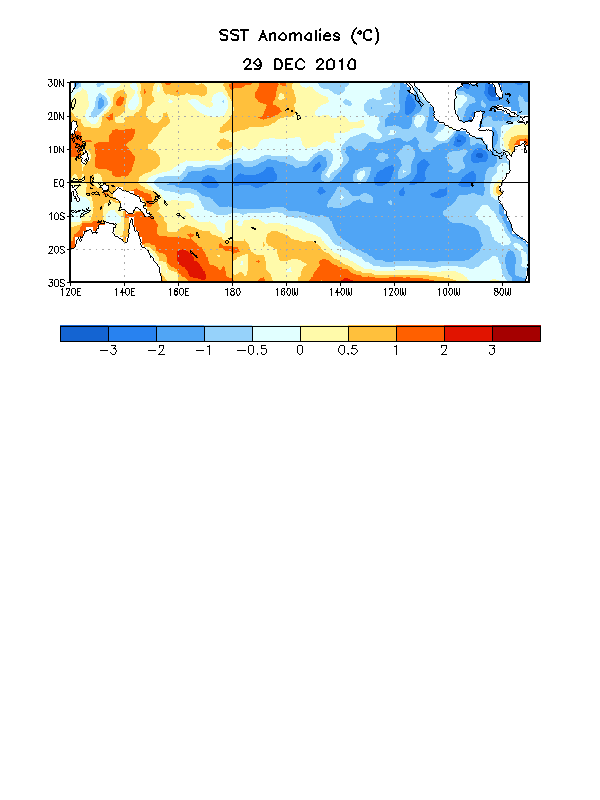 SST Anomalies (°C)
29 DEC 2010
30N
20N
10N
EQ
10S
20S
30S
120E 140E 160E 180 160W 140W 120W 100W 80W
-3 -2 -1 -0.5 0 0.5 1 2 3